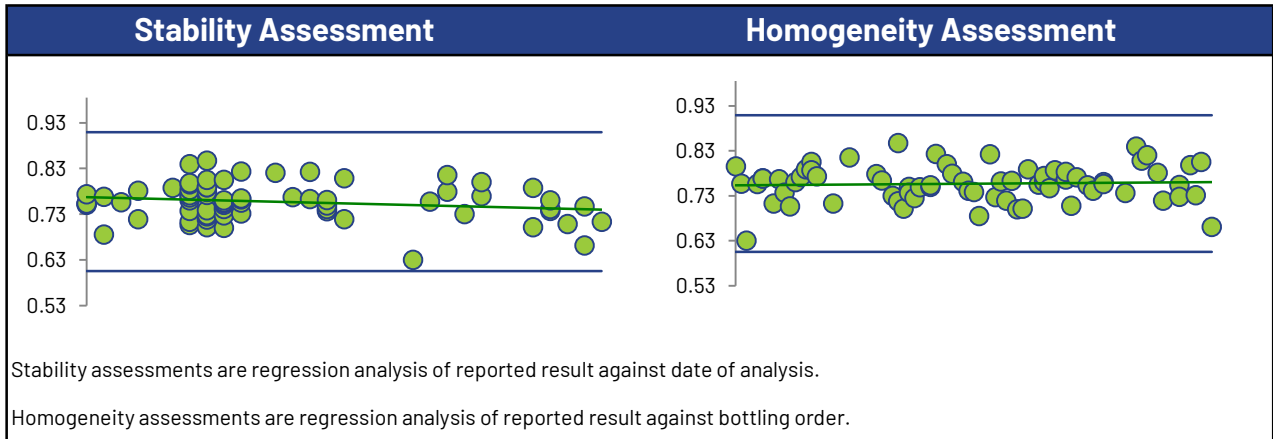 Stability Assessment
Homogeneity Assessment
0.93
0.83
0.73
0.63
0.53
0.93
0.83
0.73
0.63
0.53
Stability assessments are regression analysis of reported result against date of analysis.
Homogeneity assessments are regression analysis of reported result against bottling order.